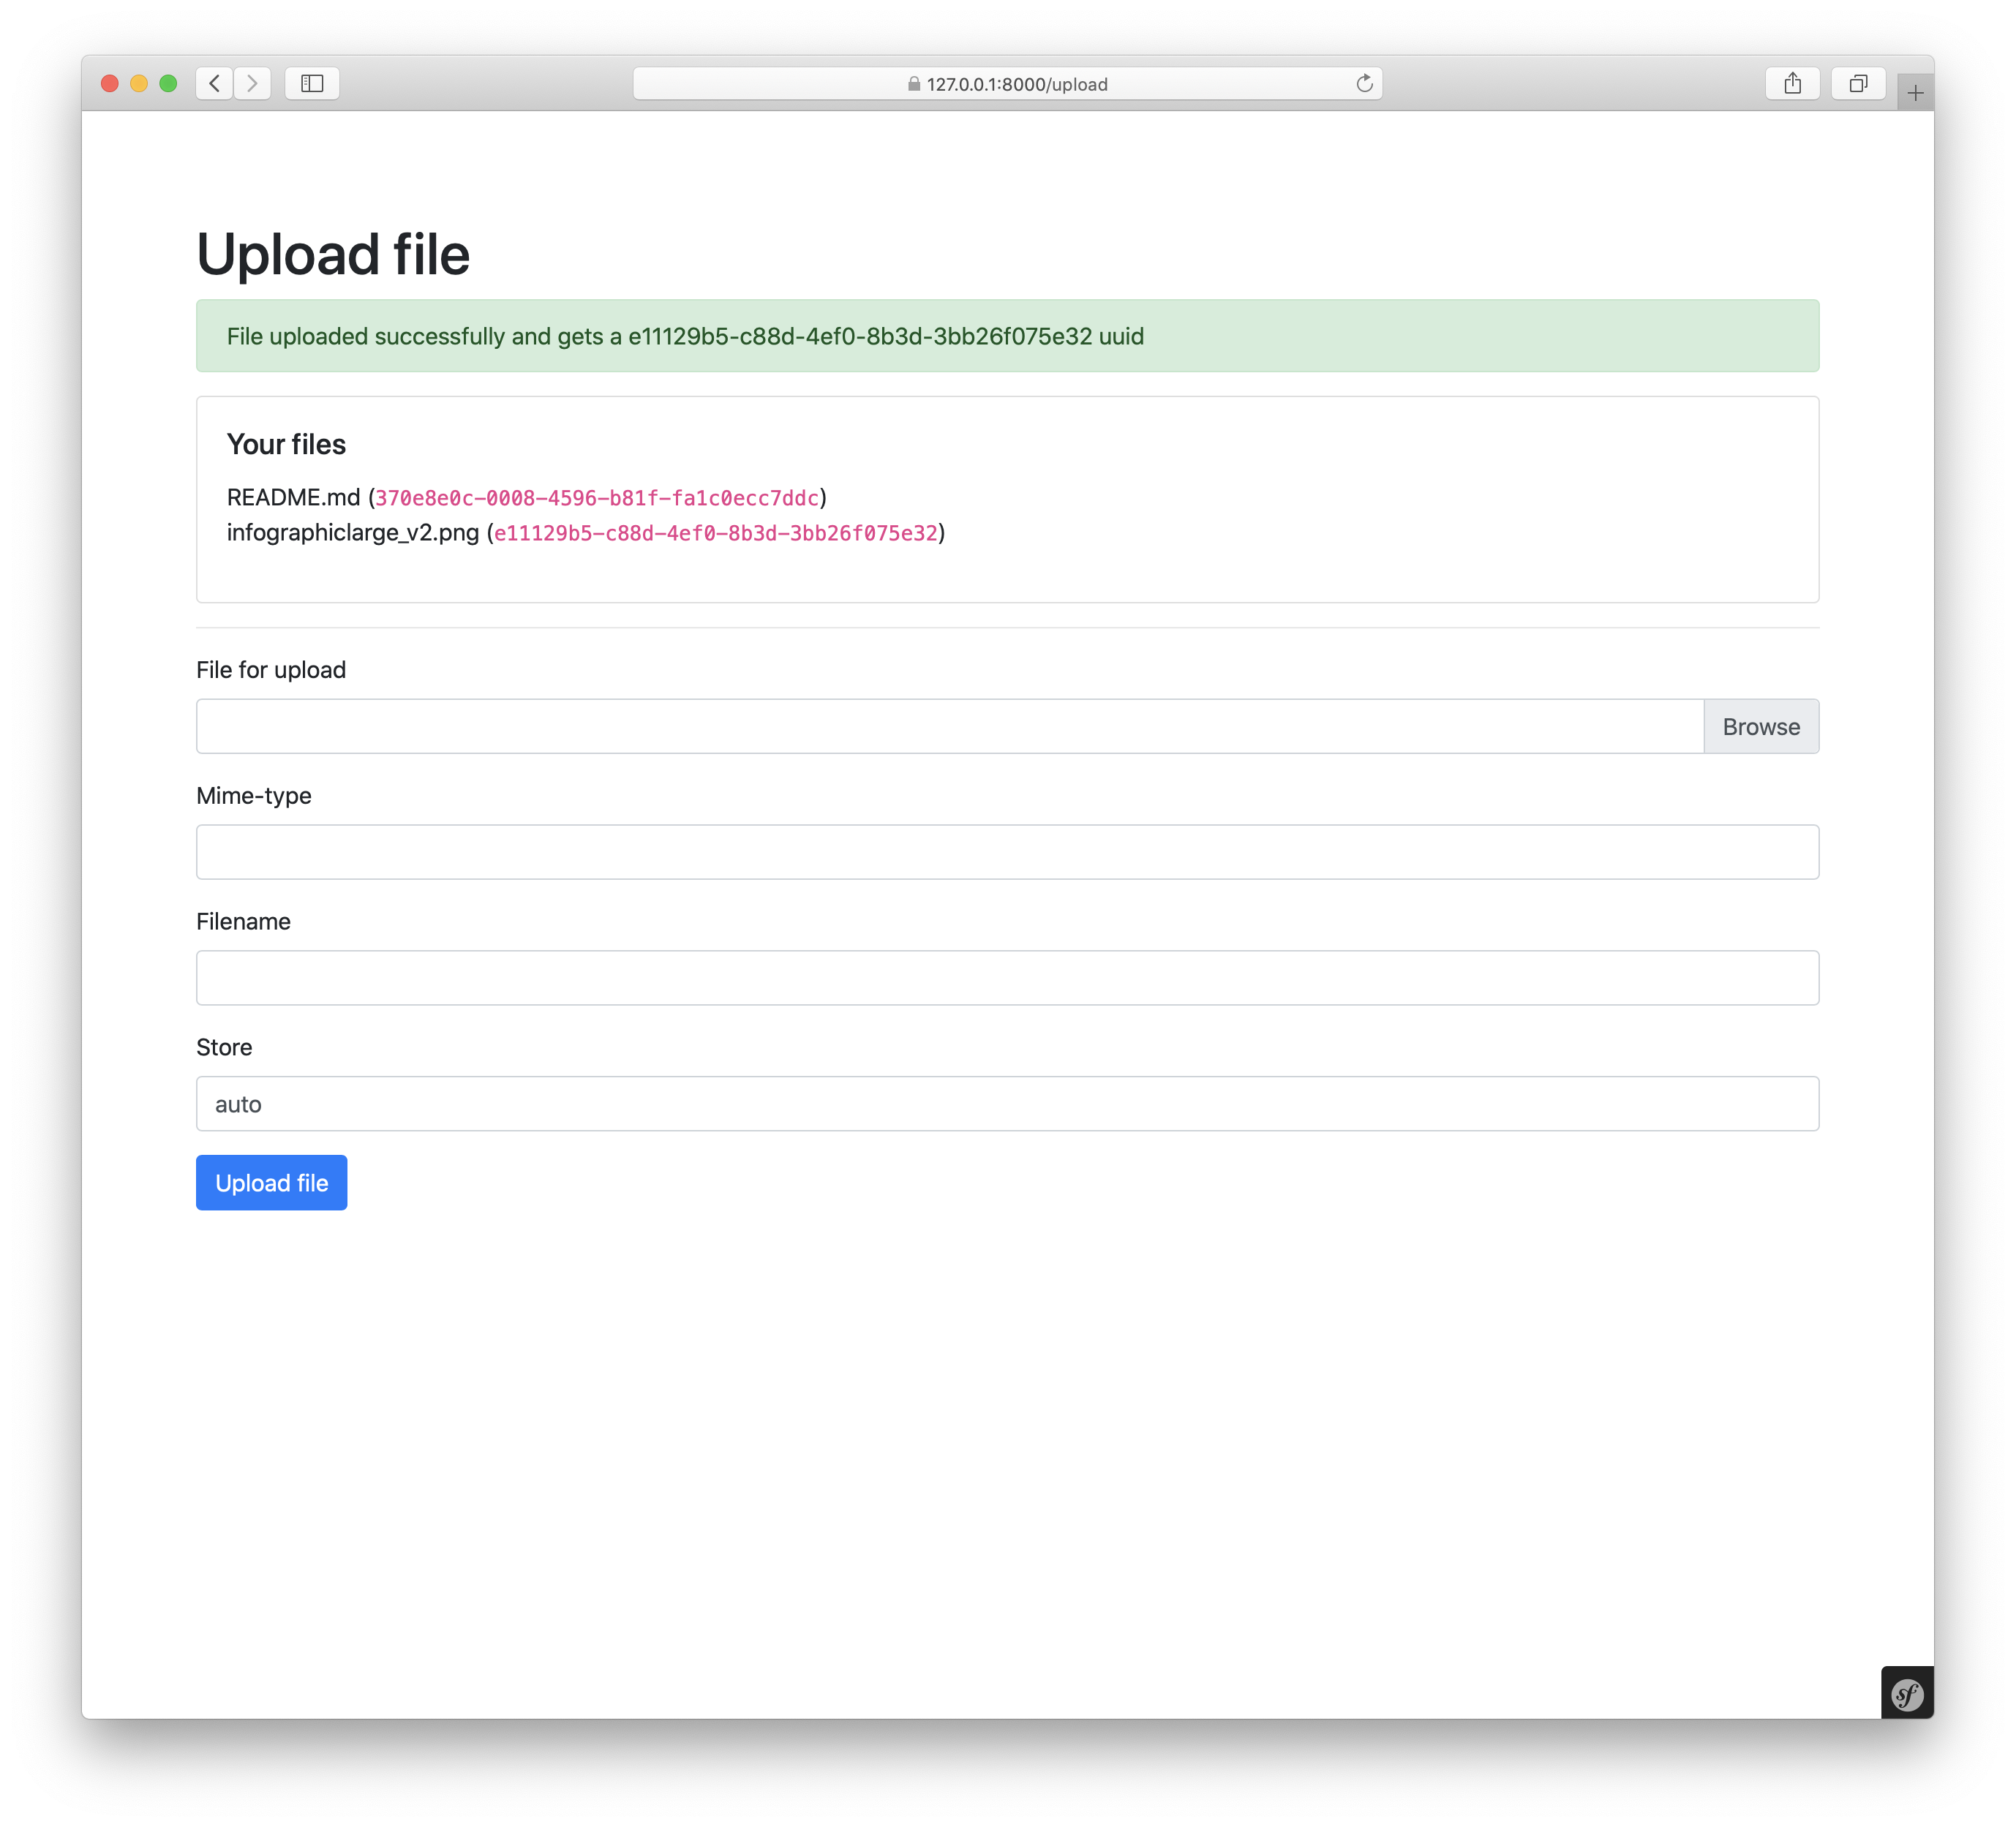 127.0.0.1:8000/upload
Upload file
File uploaded successfully and gets a e11129b5-c88d-4ef0-8b3d-3bb26f075e32 uuid
Your files
README.md (370e8e0c-0008-4596-b81f-fa1c0ecc7ddc)
infographiclarge_v2.png (e11129b5-c88d-4ef0-8b3d-3bb26f075e32)
File for upload
Browse
Mime-type
Filename
Store
auto
Upload file
sf